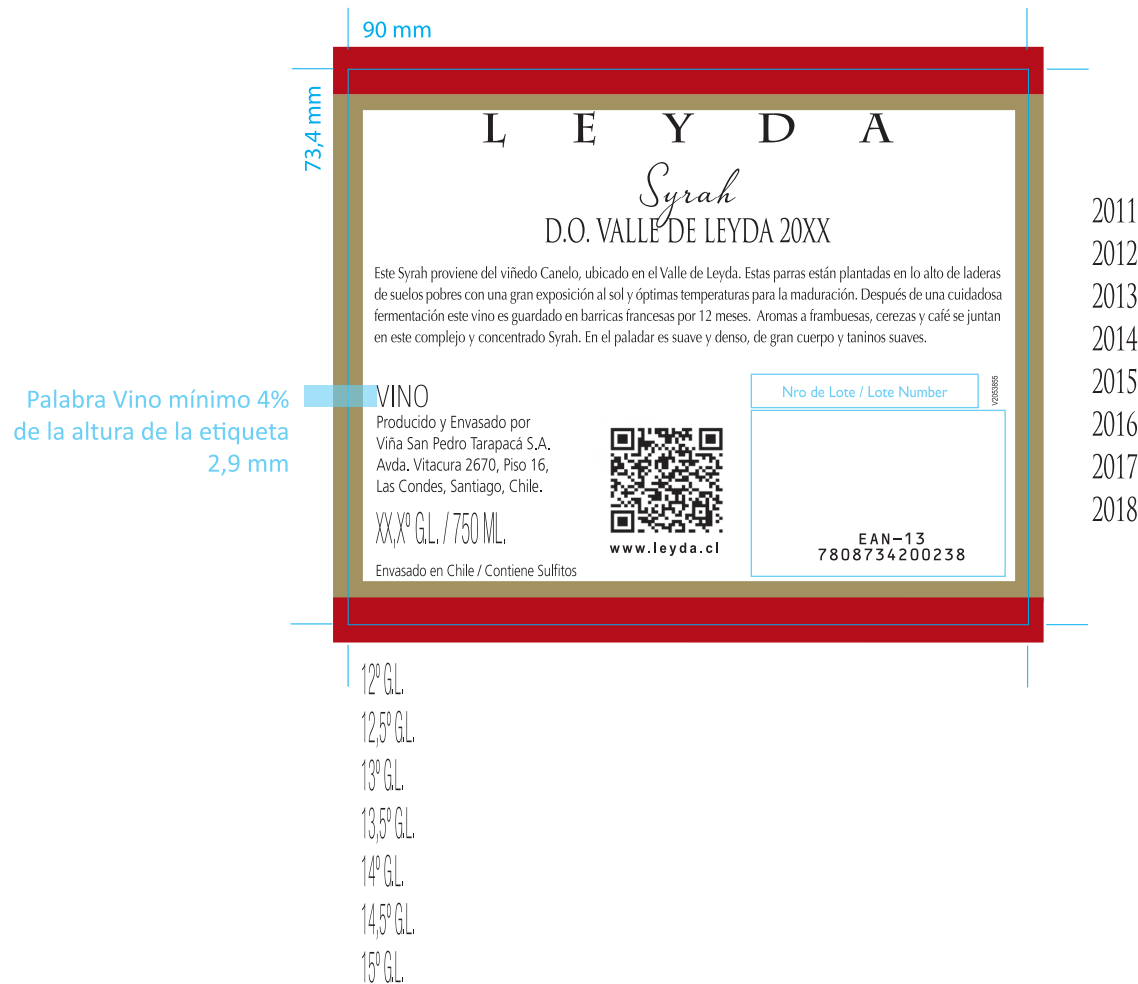 90 mm
73,4 mm
L E Y D A
Syrah
D.O. VALLE DE LEYDA 20XX
Este Syrah proviene del viñedo Canelo, ubicado en el Valle de Leyda. Estas parras están plantadas en lo alto de laderas
de suelos pobres con una gran exposición al sol y óptimas temperaturas para la maduración. Después de una cuidadosa
fermentación este vino es guardado en barricas francesas por 12 meses. Aromas a frambuesas, cerezas y café se juntan
en este complejo y concentrado Syrah. En el paladar es suave y denso, de gran cuerpo y taninos suaves.
Palabra Vino mínimo 4%
de la altura de la etiqueta
2,9 mm
VINO
Producido y Envasado por
Viña San Pedro Tarapacá S.A.
Avda. Vitacura 2670, Piso 16,
Las Condes, Santiago, Chile.
XX,Xº G.L. / 750 ML.
Envasado en Chile / Contiene Sulfitos
www.leyda.cl
Nro de Lote / Lote Number
V2053855
EAN-13
7808734200238
2011
2012
2013
2014
2015
2016
2017
2018
12º G.L.
12,5º G.L.
13º G.L.
13,5º G.L.
14º G.L.
14,5º G.L.
15º G.L.